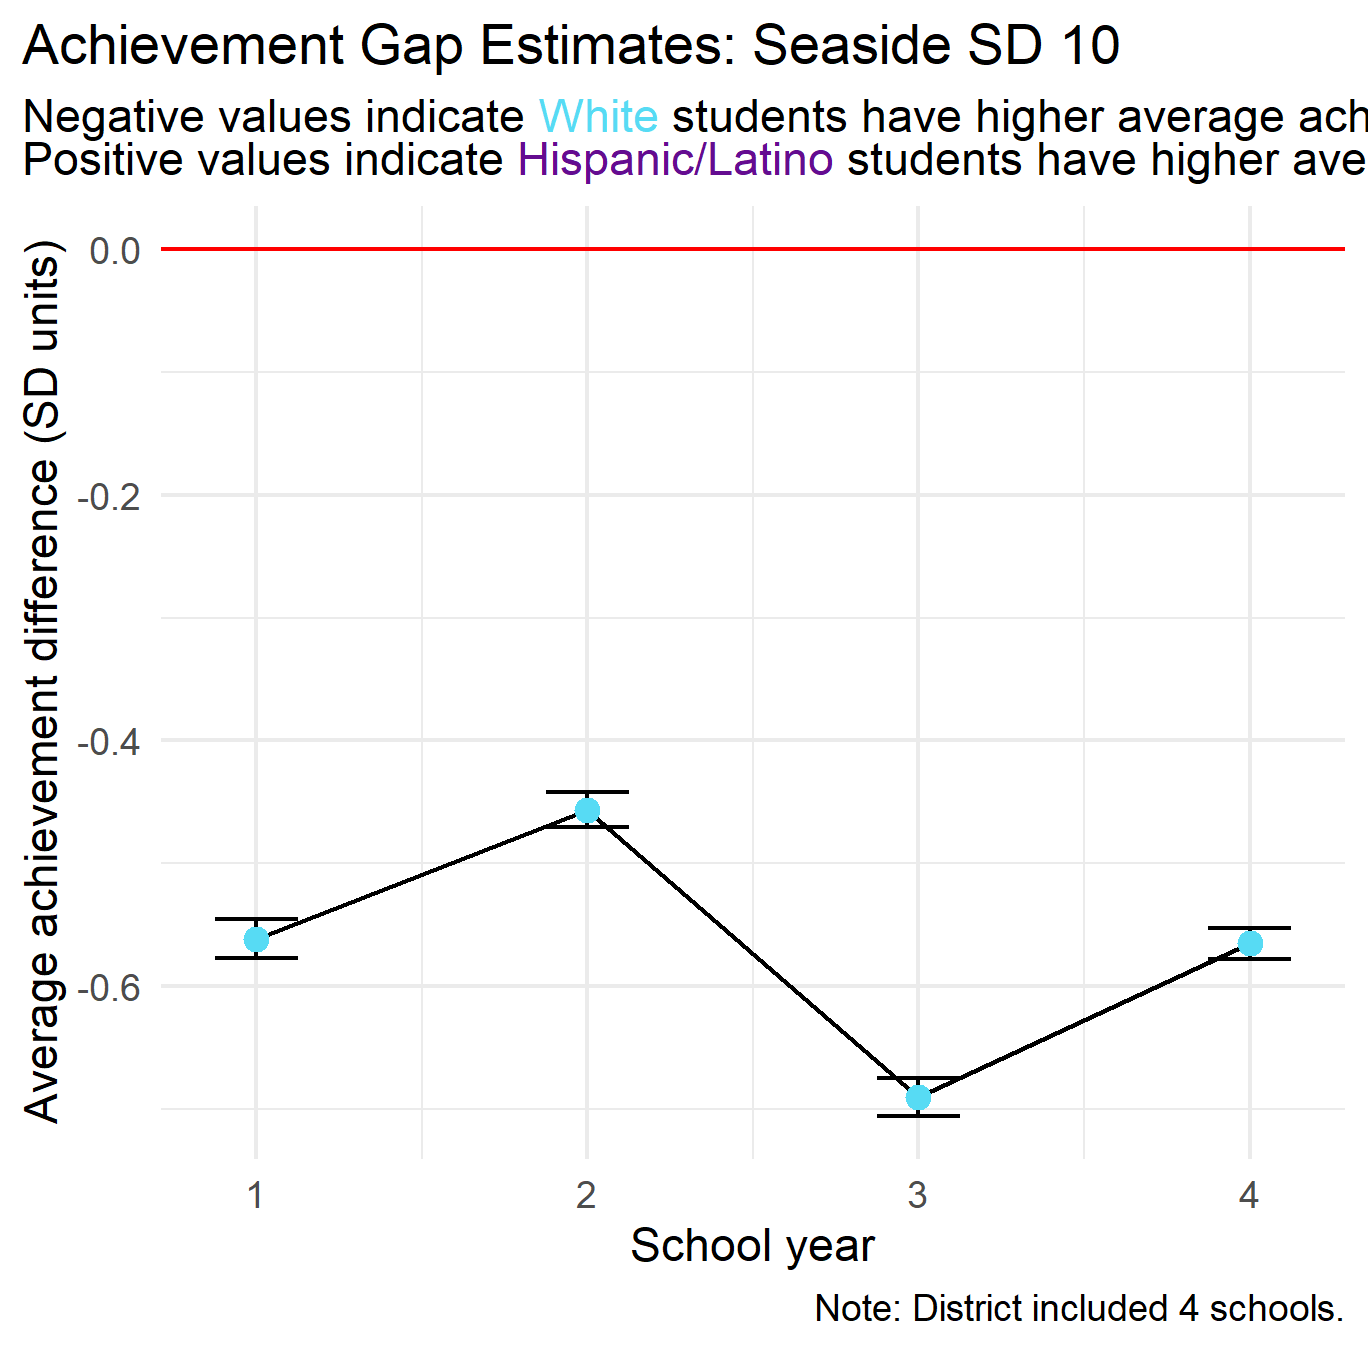 Achievement Gap Estimates: Seaside SD 10
Negative values indicate White students have higher average
Positive values indicate Hispanic/Latino students have higher
Average achievement difference (SD units)
0.0
-0.2
-0.4
-0.6
1
2
3
4
School year
Note: District included 4 schools.